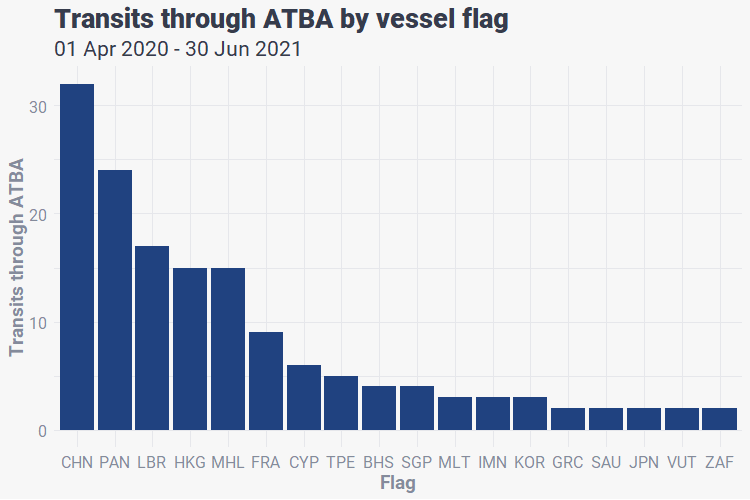 Transits through ATBA by vessel flag
01 Apr 2020 - 30 Jun 2021
Transits through ATBA
30
20
10
0
CHN PAN LBR HKG MHL FRA CYP TPE BHS SGP MLT IMN KOR GRC SAU JPN VUT ZAF
Flag